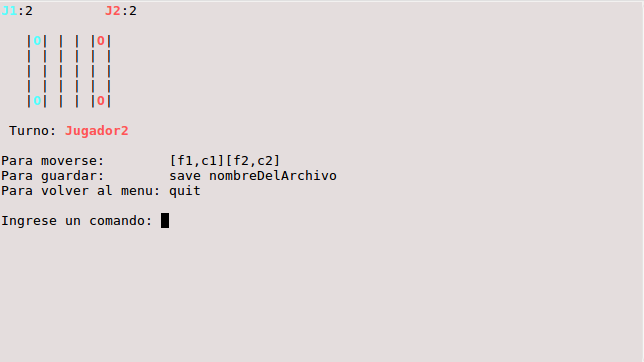 J1:2         J2:2
   |O| | | |O|
   | | | | | |
   | | | | | |
   | | | | | |
   |O| | | |O|
 Turno: Jugador2
Para moverse:        [f1,c1][f2,c2]
Para guardar:        save nombreDelArchivo
Para volver al menu: quit
Ingrese un comando: